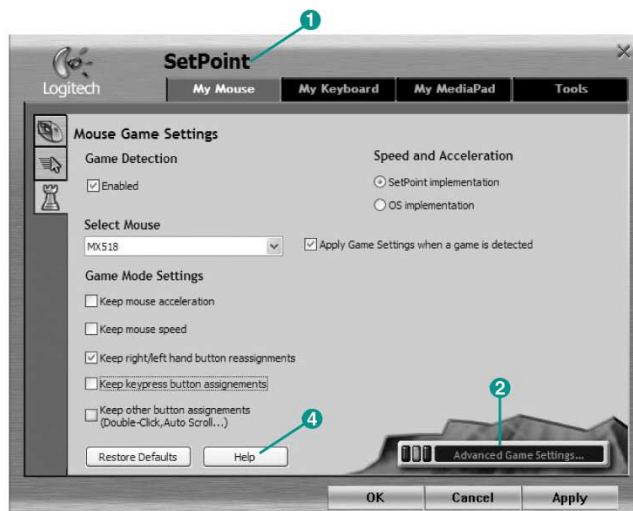 1
SetPoint
Logitech
My Mouse
My Keyboard
My MediaPad
Tools
Mouse Game Settings
Game Detection
Enabled
Speed and Acceleration
SetPoint implementation
OS implementation
Select Mouse
MX518
Apply Game Settings when a game is detected
Game Mode Settings
Keep mouse acceleration
Keep mouse speed
Keep right/left hand button reassignments
Keep keypress button assignements
Keep other button assignements
(Double-Click,Auto Scroll...)
4
2
Restore Defaults
Help
Advanced Game Settings...
OK
Cancel
Apply